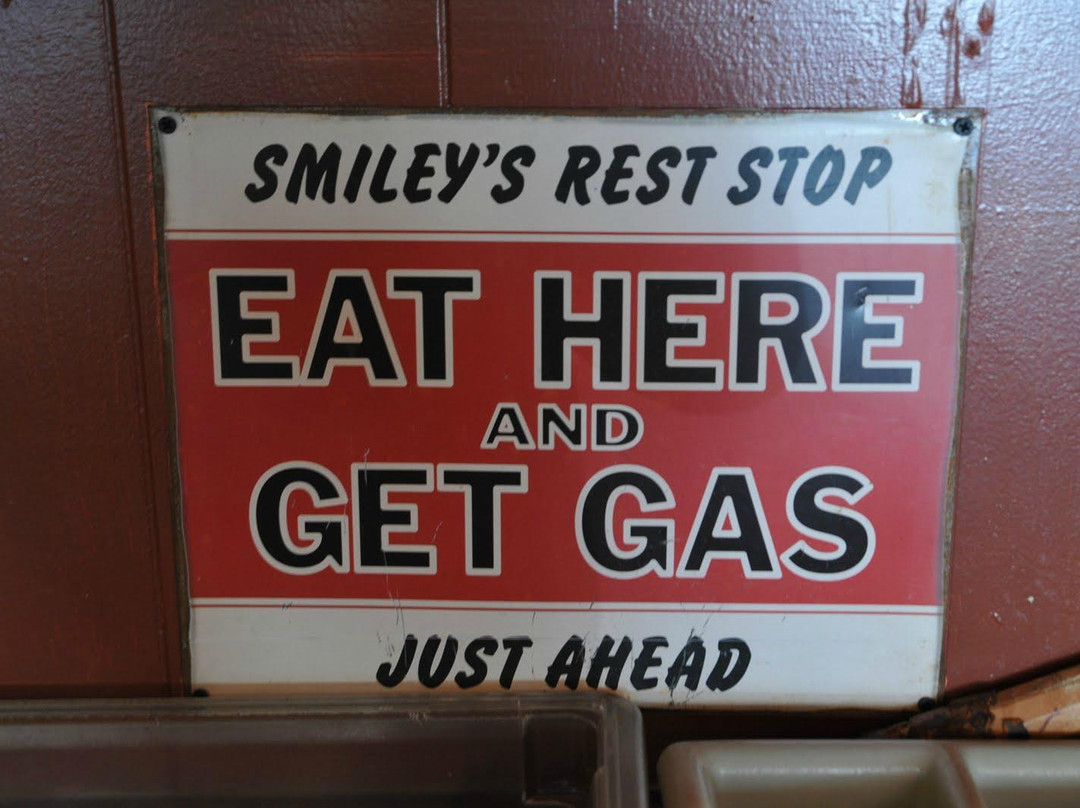 SMILEY'S REST STOP
EAT HERE
AND
GET GAS
JUST AHEAD